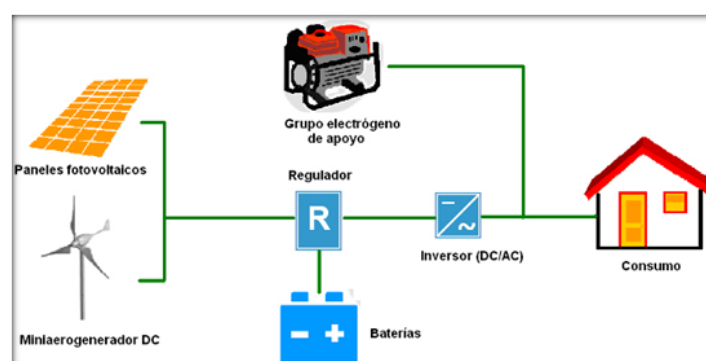 Grupo electrógeno
de apoyo
Paneles fotovoltaicos
Regulador
R
Inversor (DC/AC)
Consumo
Miniaerogenerador DC
Baterías